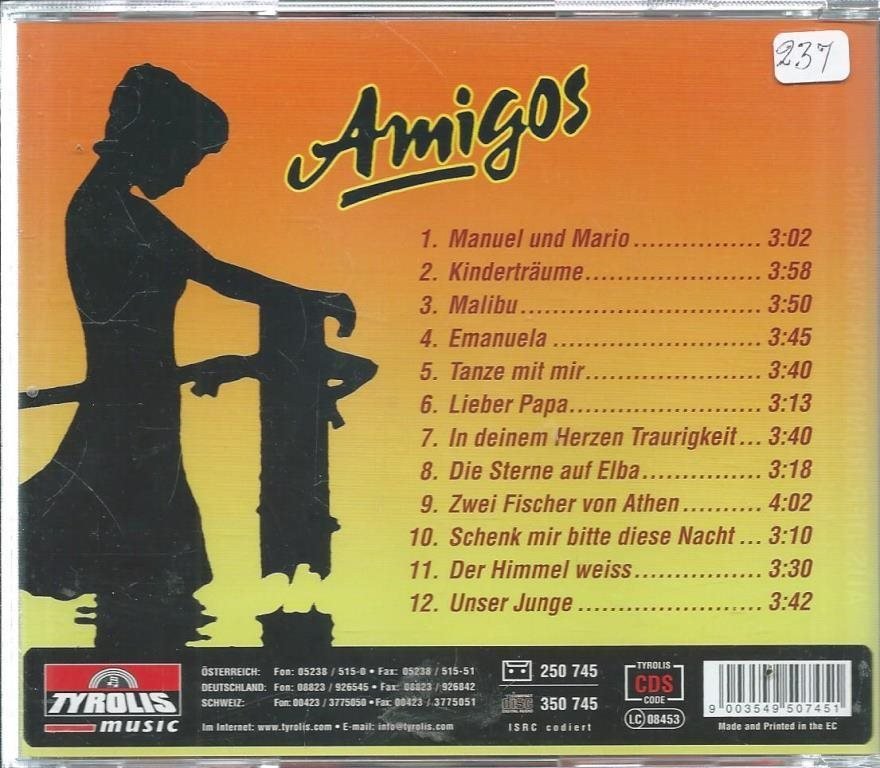 237
Amigos
1. Manuel und Mario................ 3:02
2. Kinderträume...................... 3:58
3. Malibu.............................. 3:50
4. Emanuela .......................... 3:45
5. Tanze mit mir...................... 3:40
6. Lieber Papa........................ 3:13
7. In deinem Herzen Traurigkeit... 3:40
8. Die Sterne auf Elba............... 3:18
9. Zwei Fischer von Athen .......... 4:02
10. Schenk mir bitte diese Nacht ... 3:10
11. Der Himmel weiss................ 3:30
12. Unser Junge ....................... 3:42
TYROLIS
music
ÖSTERREICH: Fon: 05238 / 515-0 • Fax: 05238 / 515-51
DEUTSCHLAND: Fon: 08823 / 926545 • Fax: 08823 / 926842
SCHWEIZ: Fon: 00423 / 3775050 • Fax: 00423 / 3775051
Im Internet: www.tyrolis.com • E-mail: info@tyrolis.com
250 745
COMPACT disc DIGITAL AUDIO 350 745
ISRC codiert
TYROLIS
CDS
CODE
LC 08453
9 003549 507451
Made and Printed in the EC